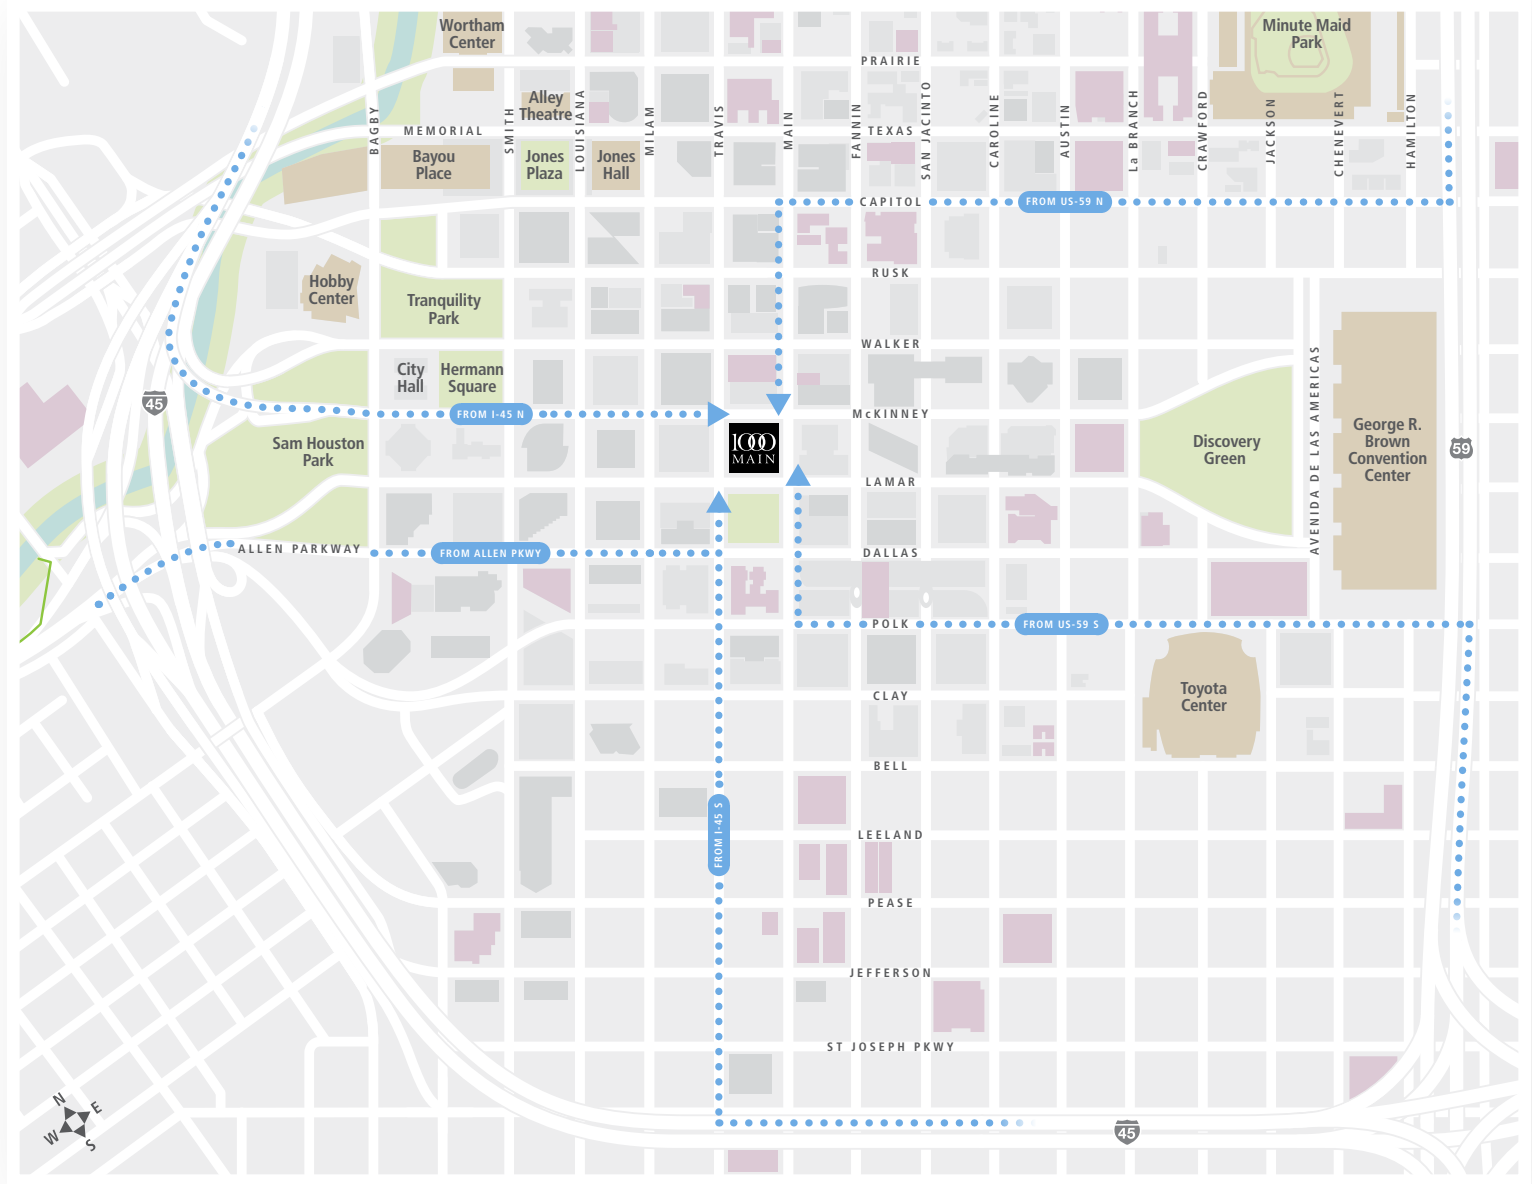 Wortham
Center
Minute Maid
Park
PRAIRIE
Alley
Theatre
BAGBY
SMITH
LOUISIANA
MILAM
TRAVIS
MAIN
FANNIN
SAN JACINTO
CAROLINE
AUSTIN
La BRANCH
CRAWFORD
JACKSON
CHENEVERT
HAMILTON
MEMORIAL
TEXAS
Bayou
Place
Jones
Plaza
Jones
Hall
CAPITOL
FROM US-59 N
RUSK
Hobby
Center
Tranquility
Park
WALKER
City
Hall
Hermann
Square
45
FROM I-45 N
McKINNEY
Sam Houston
Park
1000
MAIN
Discovery
Green
AVENIDA DE LAS AMERICAS
George R.
Brown
Convention
Center
59
LAMAR
ALLEN PARKWAY
FROM ALLEN PKWY
DALLAS
POLK
FROM US-59 S
Toyota
Center
CLAY
BELL
FROM I-45 S
LEELAND
PEASE
JEFFERSON
ST JOSEPH PKWY
N
E
W
S
45